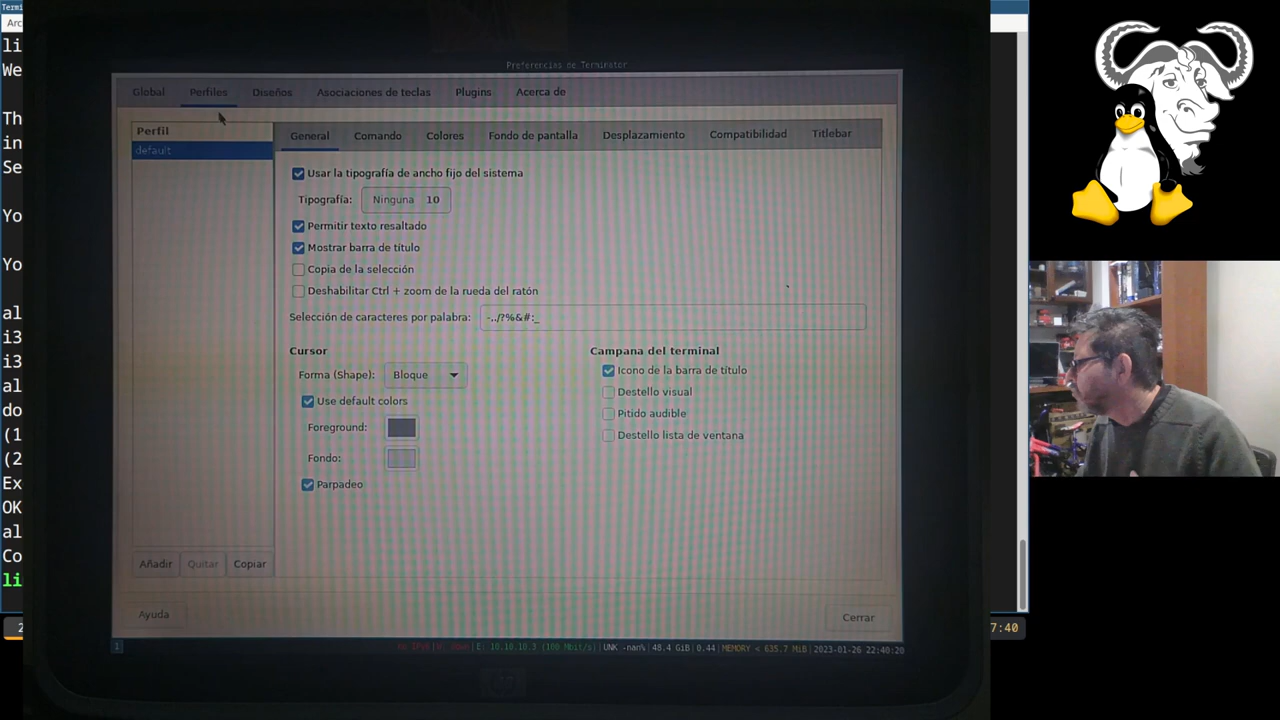 Termi
Arc
li
We
Th
in
Se
Yo
Yo
al
i3
i3
al
do
(1
(2
Ex
OK
al
Co
li
2
7:40
Preferencias de Terminator
Global Perfiles Diseños Asociaciones de teclas Plugins Acerca de
Perfil
default
General Comando Colores Fondo de pantalla Desplazamiento Compatibilidad Titlebar
Usar la tipografía de ancho fijo del sistema
Tipografía: Ninguna 10
Permitir texto resaltado
Mostrar barra de título
Copia de la selección
Deshabilitar Ctrl + zoom de la rueda del ratón
Selección de caracteres por palabra: -../?%&#:_
Cursor
Forma (Shape): Bloque
Use default colors
Foreground:
Fondo:
Parpadeo
Campana del terminal
Icono de la barra de título
Destello visual
Pitido audible
Destello lista de ventana
Añadir Quitar Copiar
Ayuda Cerrar
1 no IPv6|W: down|E: 10.10.10.3 (100 Mbit/s)|UNK -nan%|48.4 GiB|0.44|MEMORY < 635.7 MiB|2023-01-26 22:40:20